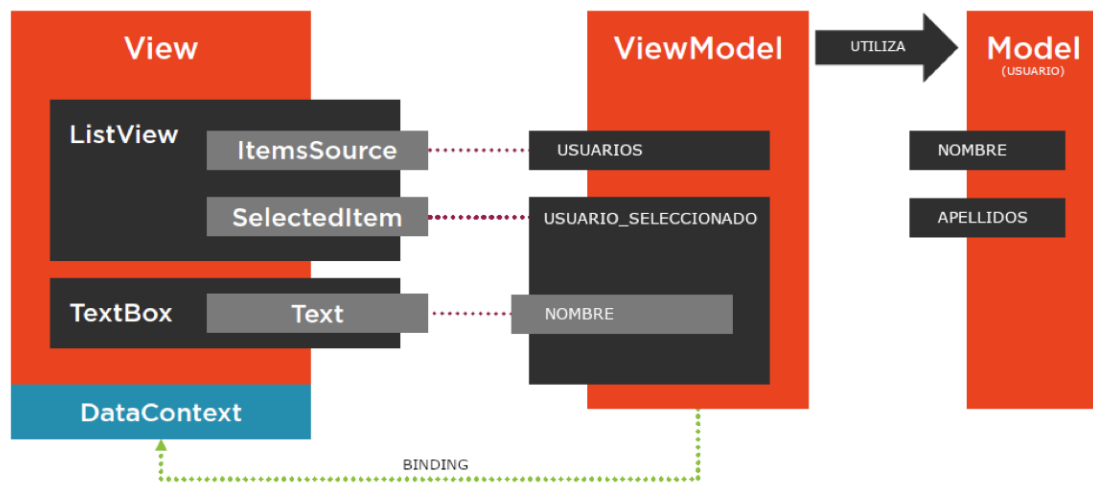 View
ViewModel
UTILIZA
Model
(USUARIO)
ListView
ItemsSource
USUARIOS
NOMBRE
SelectedItem
USUARIO_SELECCIONADO
APELLIDOS
TextBox
Text
NOMBRE
DataContext
BINDING